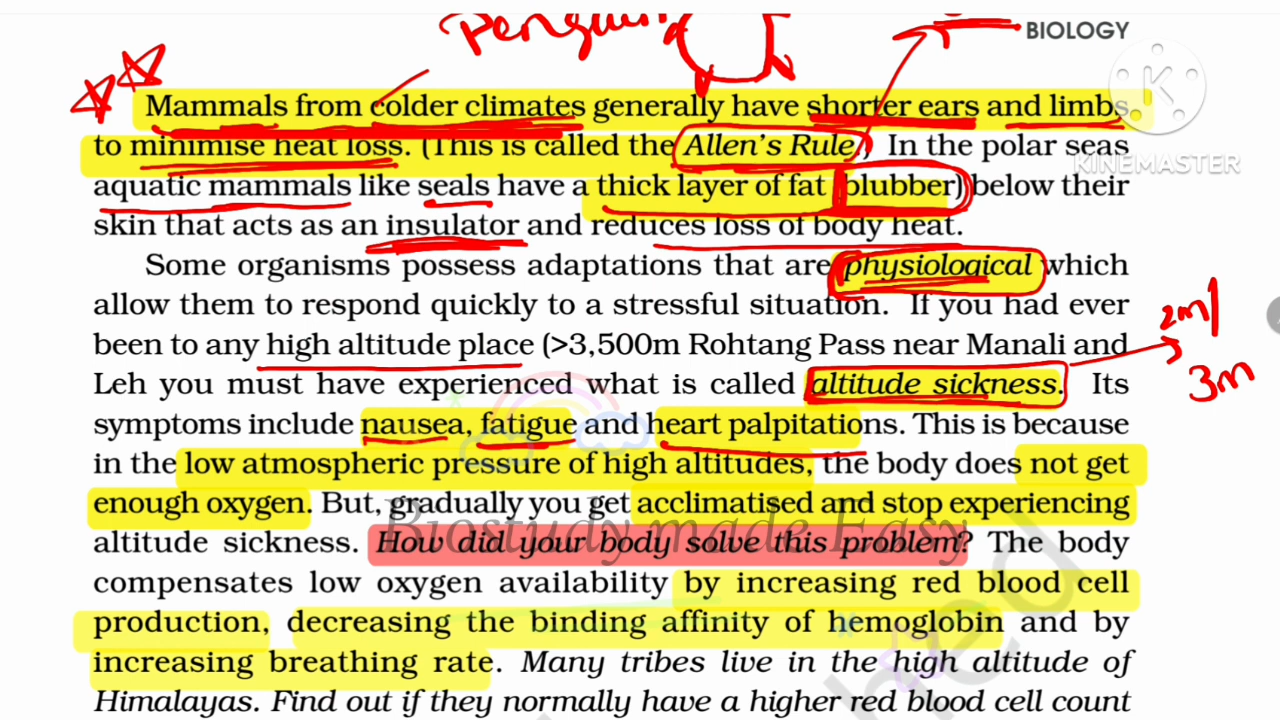 Penguin
BIOLOGY
Mammals from colder climates generally have shorter ears and limbs
to minimise heat loss. (This is called the Allen's Rule.) In the polar seas
KINEMASTER
aquatic mammals like seals have a thick layer of fat (blubber) below their
skin that acts as an insulator and reduces loss of body heat.
Some organisms possess adaptations that are physiological which
allow them to respond quickly to a stressful situation. If you had ever
2m/
been to any high altitude place (>3,500m Rohtang Pass near Manali and
3m
Leh you must have experienced what is called altitude sickness. Its
symptoms include nausea, fatigue and heart palpitations. This is because
in the low atmospheric pressure of high altitudes, the body does not get
enough oxygen. But, gradually you get acclimatised and stop experiencing
Biostudy made Easy
altitude sickness. How did your body solve this problem? The body
compensates low oxygen availability by increasing red blood cell
production, decreasing the binding affinity of hemoglobin and by
increasing breathing rate. Many tribes live in the high altitude of
Himalayas. Find out if they normally have a higher red blood cell count